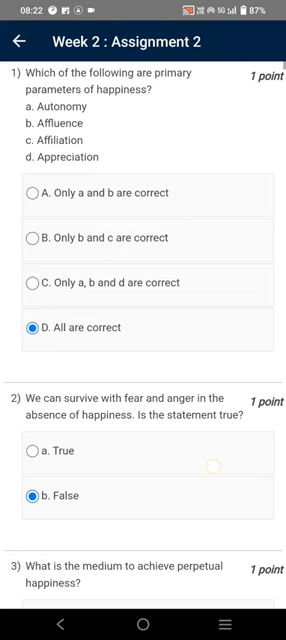 08:22
5G 87%
Week 2 : Assignment 2
1) Which of the following are primary
parameters of happiness?
1 point
a. Autonomy
b. Affluence
c. Affiliation
d. Appreciation
A. Only a and b are correct
B. Only b and c are correct
C. Only a, b and d are correct
D. All are correct
2) We can survive with fear and anger in the
absence of happiness. Is the statement true?
1 point
a. True
b. False
3) What is the medium to achieve perpetual
happiness?
1 point